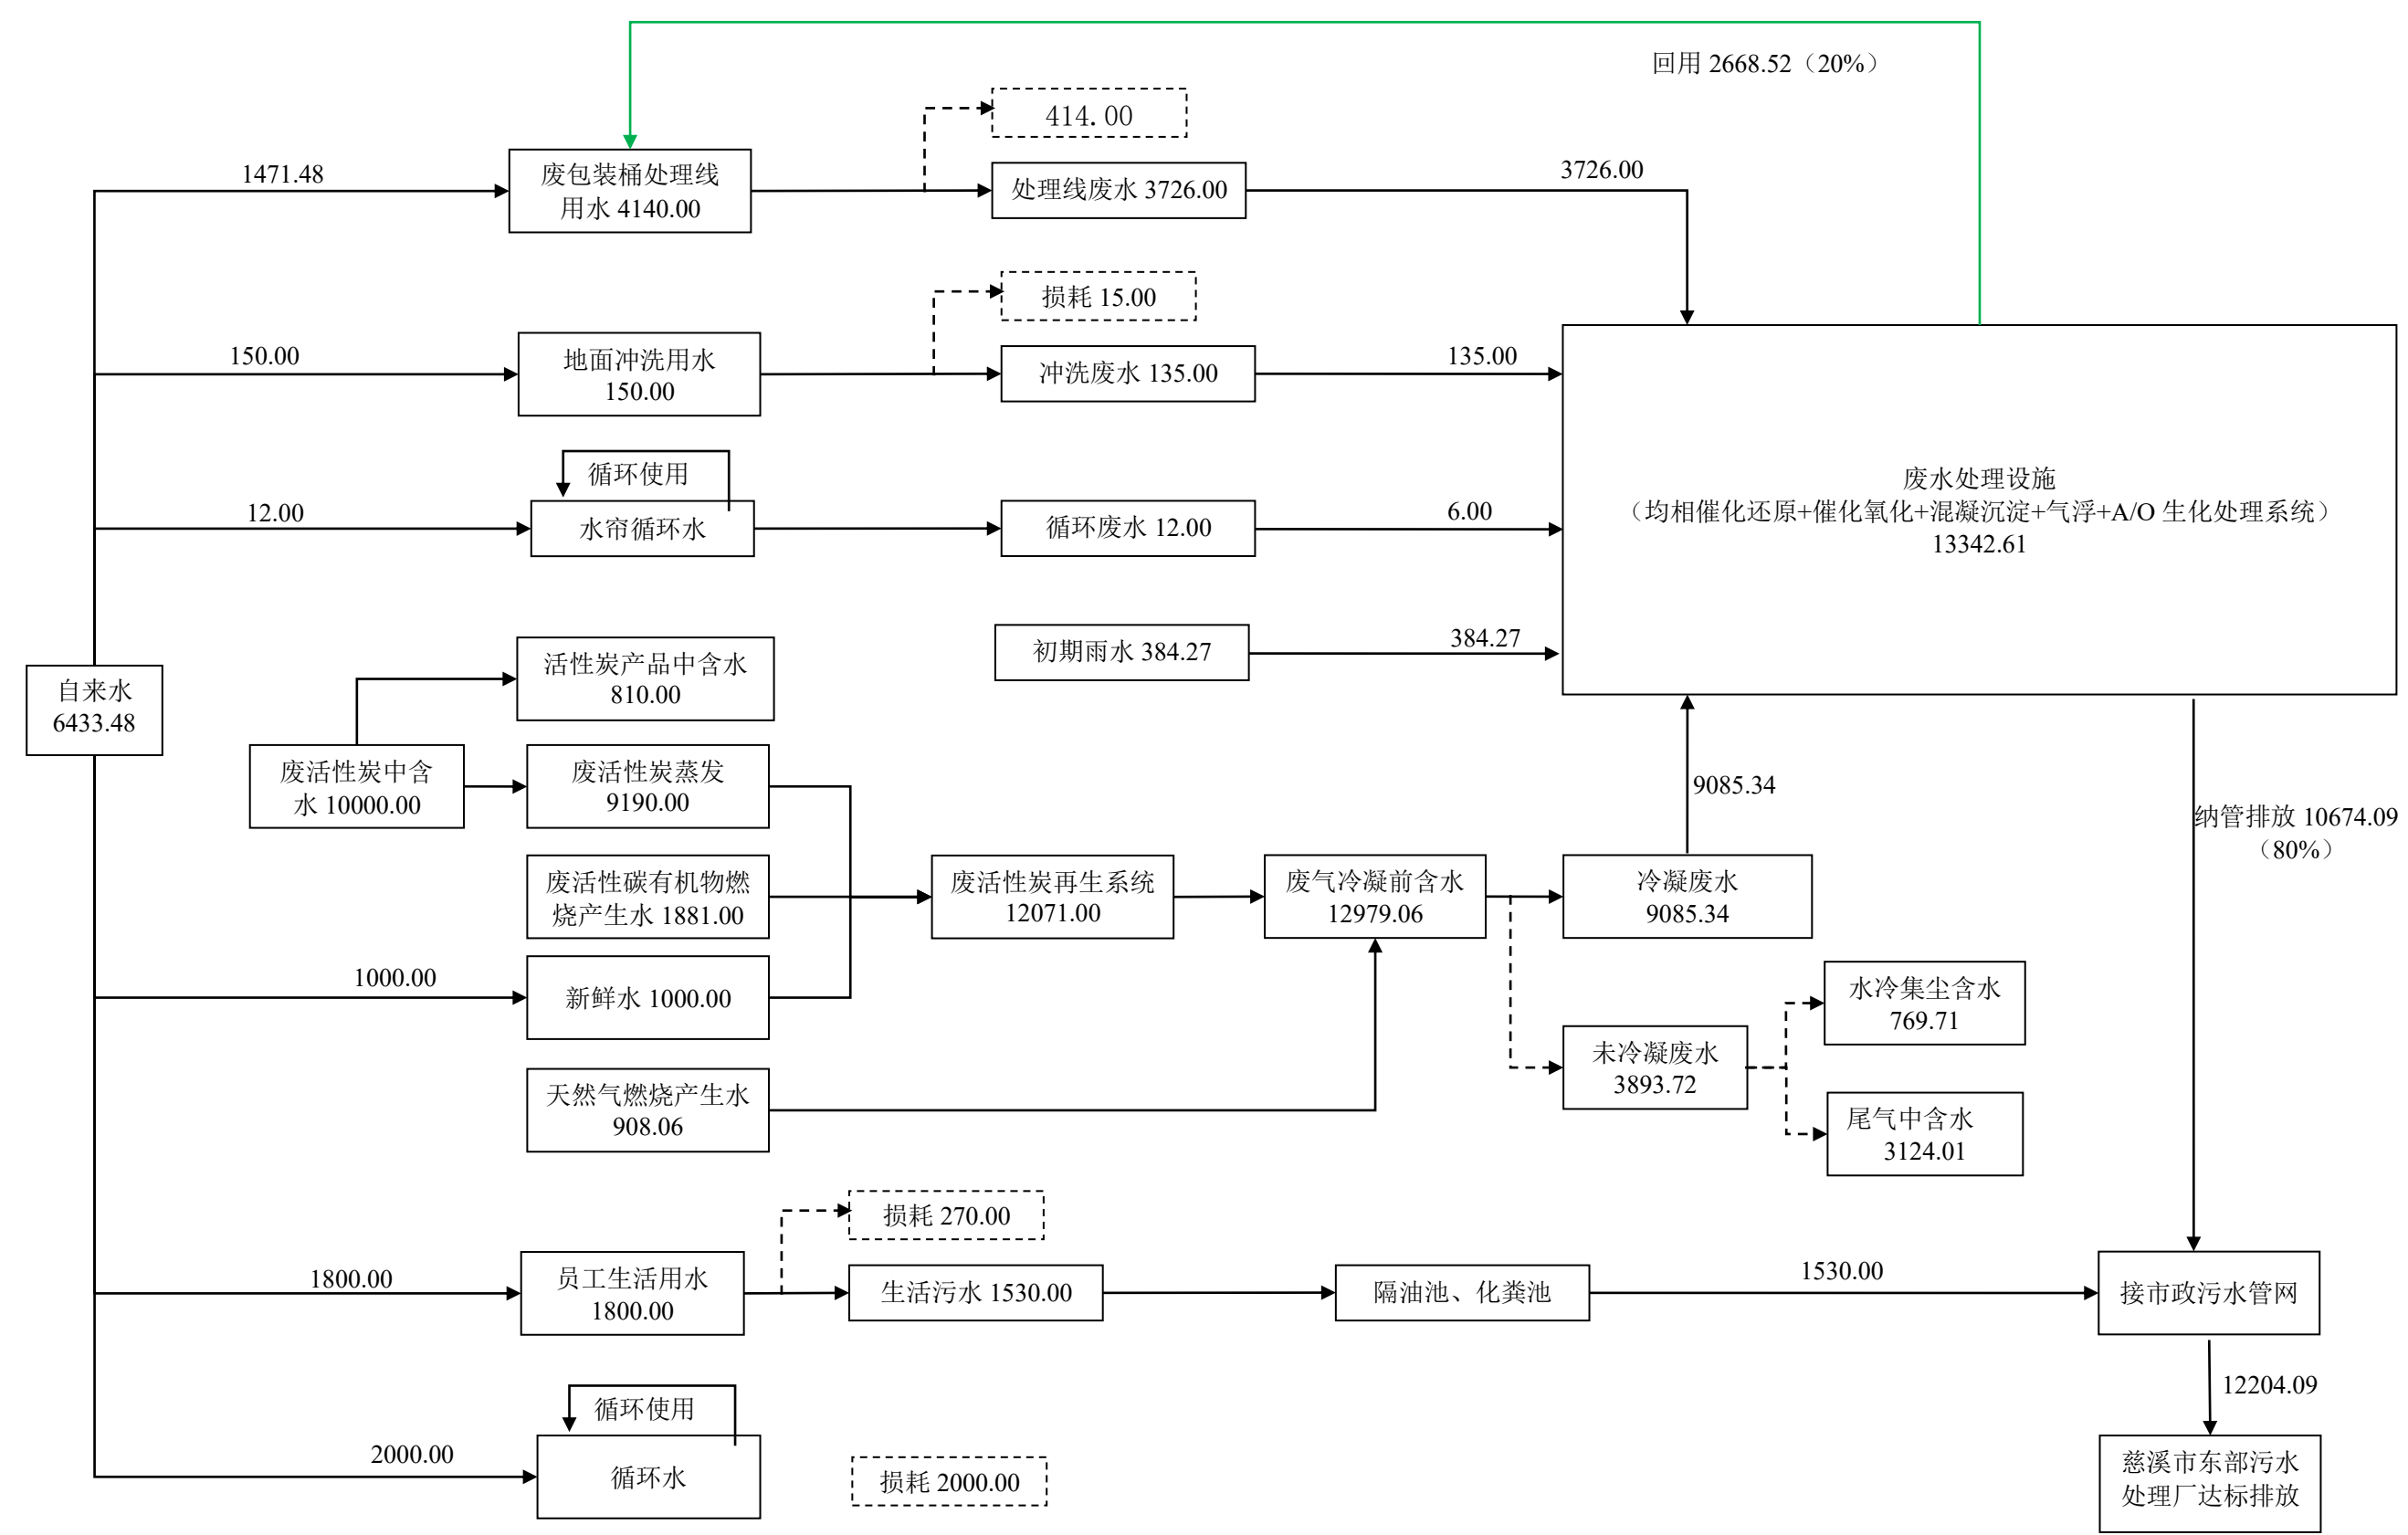 回用 2668.52（20%）
414.00
1471.48
废包装桶处理线
用水 4140.00
处理线废水 3726.00
3726.00
损耗 15.00
150.00
地面冲洗用水
150.00
冲洗废水 135.00
135.00
循环使用
12.00
水帘循环水
循环废水 12.00
6.00
废水处理设施
（均相催化还原+催化氧化+混凝沉淀+气浮+A/O 生化处理系统）
13342.61
初期雨水 384.27
384.27
自来水
6433.48
活性炭产品中含水
810.00
废活性炭中含
水 10000.00
废活性炭蒸发
9190.00
9085.34
纳管排放 10674.09
（80%）
废活性碳有机物燃
烧产生水 1881.00
废活性炭再生系统
12071.00
废气冷凝前含水
12979.06
冷凝废水
9085.34
1000.00
新鲜水 1000.00
水冷集尘含水
769.71
未冷凝废水
3893.72
天然气燃烧产生水
908.06
尾气中含水
3124.01
损耗 270.00
1800.00
员工生活用水
1800.00
生活污水 1530.00
隔油池、化粪池
1530.00
接市政污水管网
12204.09
循环使用
2000.00
循环水
损耗 2000.00
慈溪市东部污水
处理厂达标排放